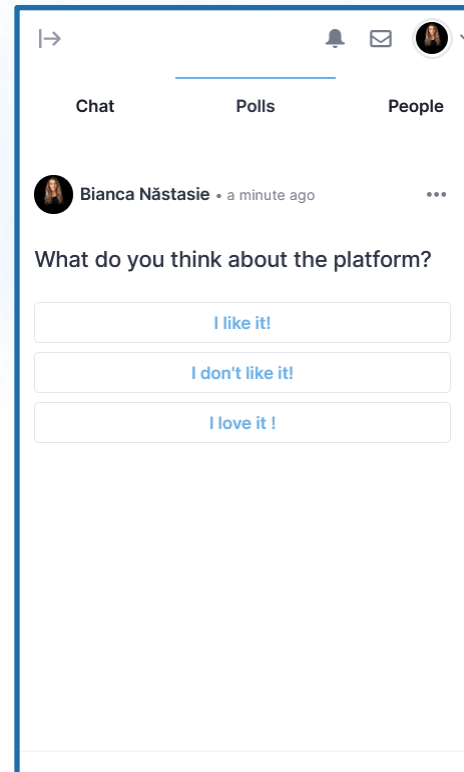 Chat Polls People
Bianca Năstasie • a minute ago
What do you think about the platform?
I like it!
I don't like it!
I love it !